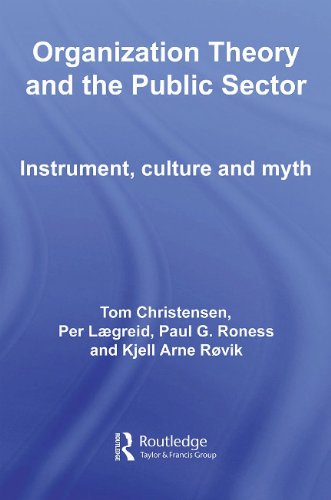 Organization Theory
and the Public Sector
Instrument, culture and myth
Tom Christensen,
Per Lægreid, Paul G. Roness
and Kjell Arne Røvik
ROUTLEDGE
Routledge
Taylor & Francis Group